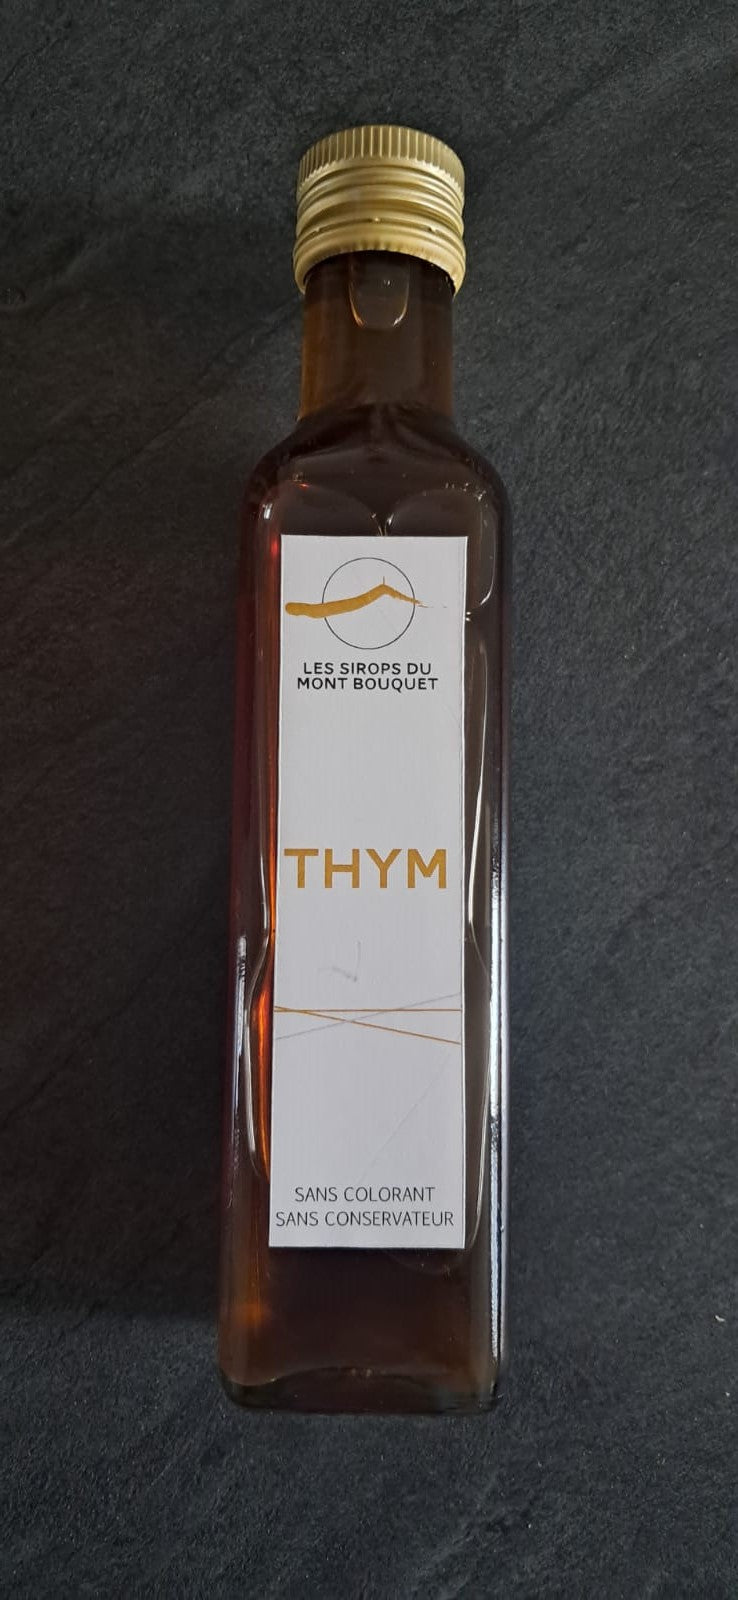 LES SIROPS DU
MONT BOUQUET
THYM
SANS COLORANT
SANS CONSERVATEUR